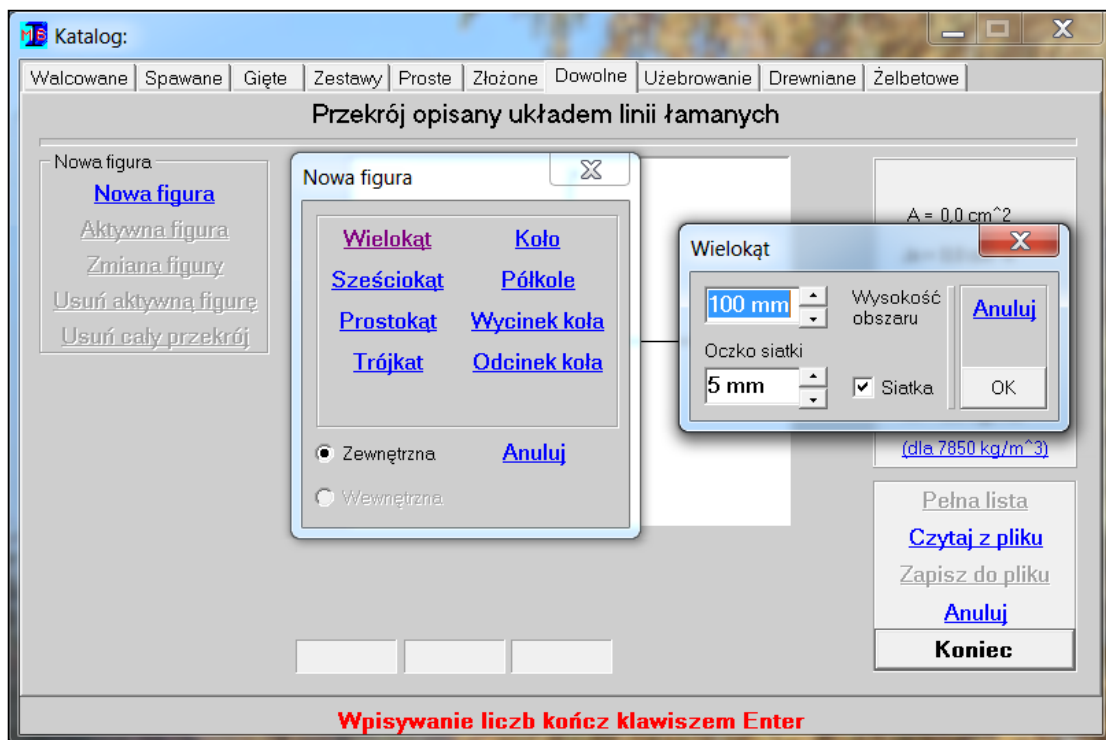 MB Katalog:
X
Walcowane Spawane Gięte Zestawy Proste Złożone Dowolne Użebrowanie Drewniane Żelbetowe
Przekrój opisany układem linii łamanych
Nowa figura
Nowa figura
Aktywna figura
Zmiana figury
Usuń aktywną figurę
Usuń cały przekrój
Nowa figura
X
Wielokąt Koło
Sześciokąt Półkole
Prostokąt Wycinek koła
Trójkat Odcinek koła
Zewnętrzna Anuluj
Wewnętrzna
A = 0,0 cm^2
Wielokąt
X
100 mm Wysokość obszaru
Anuluj
Oczko siatki
5 mm Siatka OK
(dla 7850 kg/m^3)
Pełna lista
Czytaj z pliku
Zapisz do pliku
Anuluj
Koniec
Wpisywanie liczb kończ klawiszem Enter